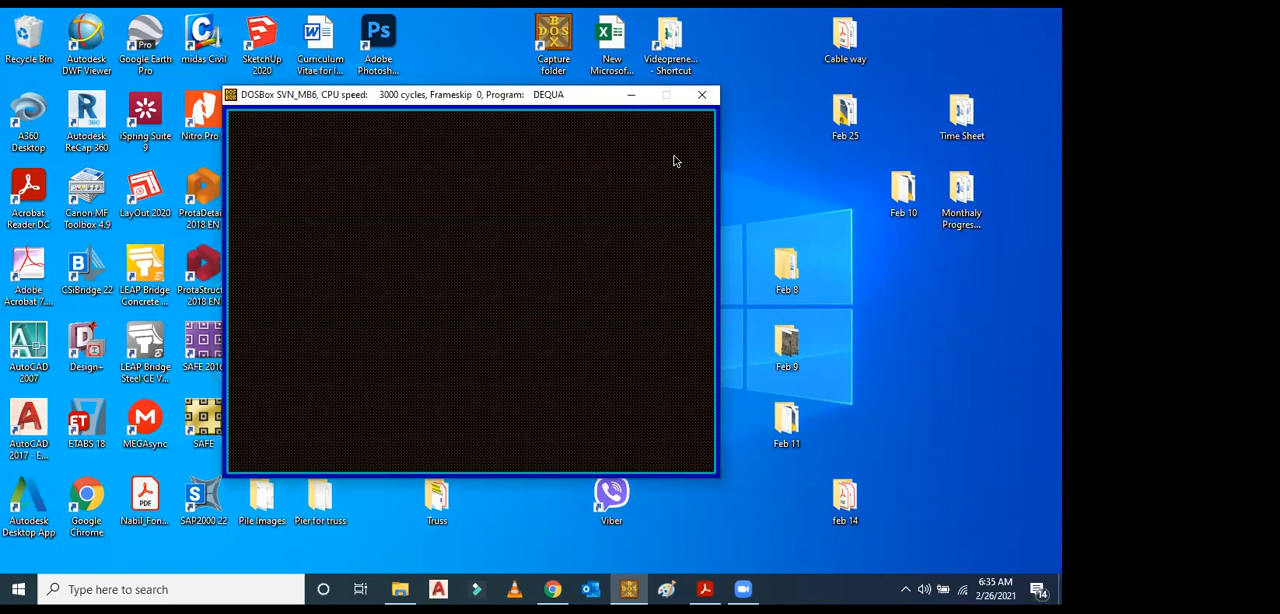 Recycle Bin
Autodesk
DWF Viewer
Google Earth
Pro
midas Civil
SketchUp
2020
Curriculum
Vitae for I...
Adobe
Photosh...
Capture
folder
New
Microsof...
Videoprene...
- Shortcut
Cable way
DOSBox SVN_MB6, CPU speed: 3000 cycles, Frameskip 0, Program: DEQUA
A360
Desktop
Autodesk
ReCap 360
iSpring Suite
9
Nitro Pro
Feb 25
Time Sheet
Acrobat
Reader DC
Canon MF
Toolbox 4.9
LayOut 2020
ProtaDetai
2018 EN
Feb 10
Monthaly
Progres...
Adobe
Acrobat 7....
CSiBridge 22
LEAP Bridge
Concrete ...
ProtaStruct
2018 EN
Feb 8
AutoCAD
2007
Design+
LEAP Bridge
Steel CE V...
SAFE 2016
Feb 9
AutoCAD
2017 - E...
ETABS 18
MEGAsync
SAFE
Feb 11
Autodesk
Desktop App
Google
Chrome
Nabil_Fon...
SAP2000 22
Pile Images
Pier for truss
Truss
Viber
feb 14
Type here to search
6:35 AM
2/26/2021
14